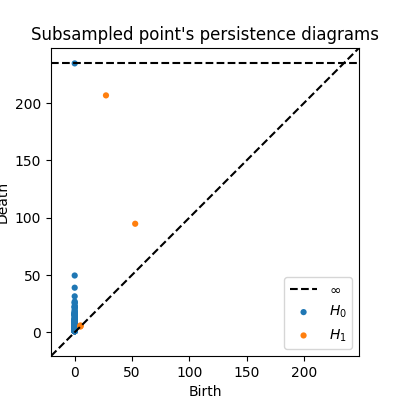 Subsampled point's persistence diagrams
Death
200
150
100
50
0
∞
H₀
H₁
0
50
100
150
200
Birth